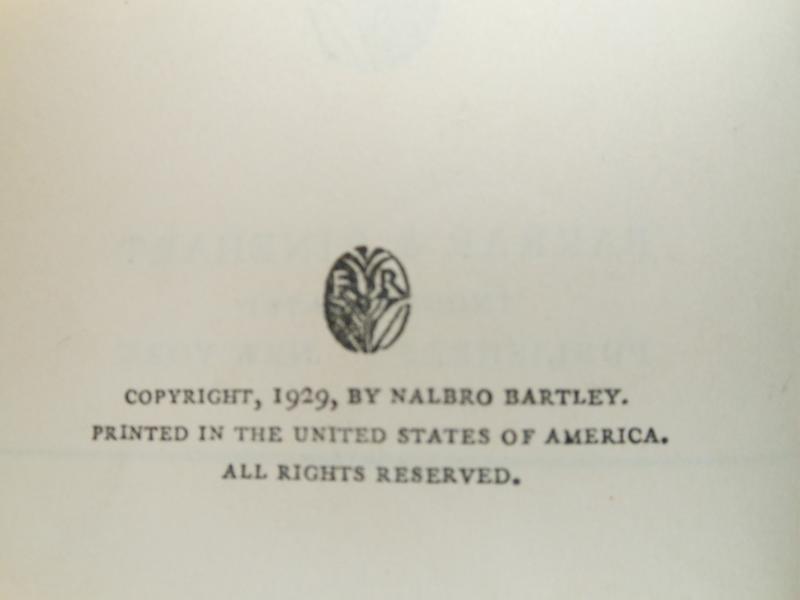 F R
COPYRIGHT, 1929, BY NALBRO BARTLEY.
PRINTED IN THE UNITED STATES OF AMERICA.
ALL RIGHTS RESERVED.